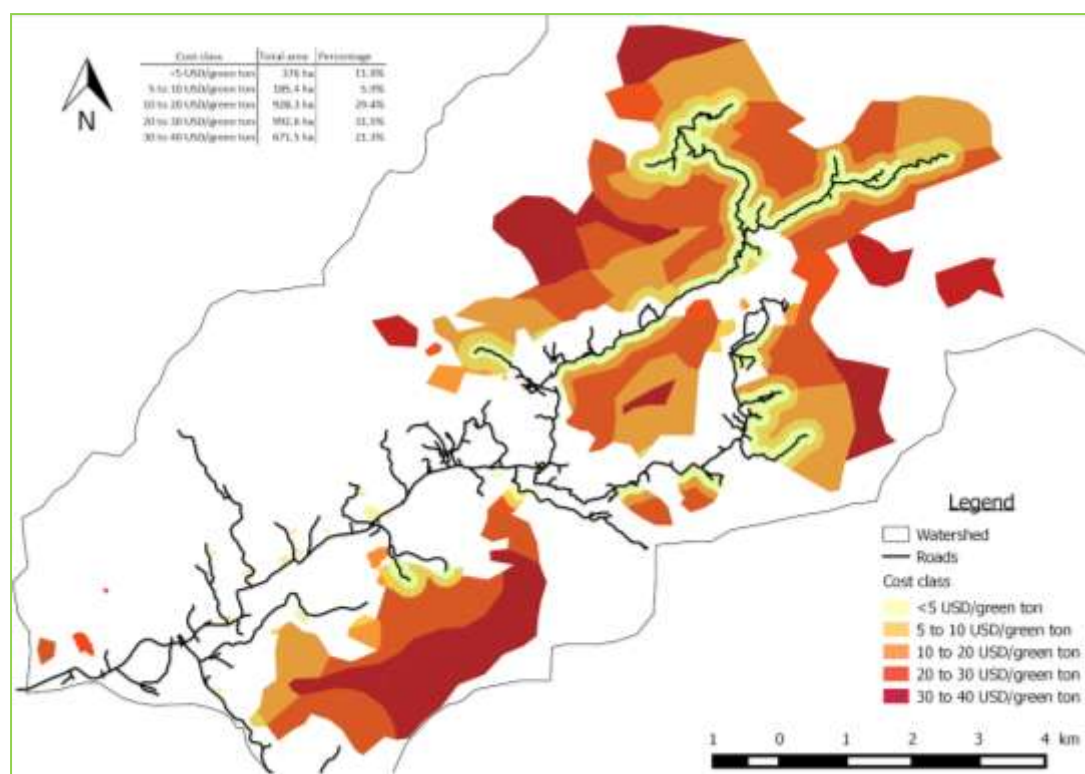 Cost class Total area Percentage
<5 USD/green ton 376 ha 11.9%
5 to 10 USD/green ton 185.4 ha 5.9%
10 to 20 USD/green ton 928.3 ha 29.4%
20 to 30 USD/green ton 992.8 ha 31.5%
30 to 40 USD/green ton 671.5 ha 21.3%
N
Legend
Watershed
Roads
Cost class
<5 USD/green ton
5 to 10 USD/green ton
10 to 20 USD/green ton
20 to 30 USD/green ton
30 to 40 USD/green ton
1 0 1 2 3 4 km